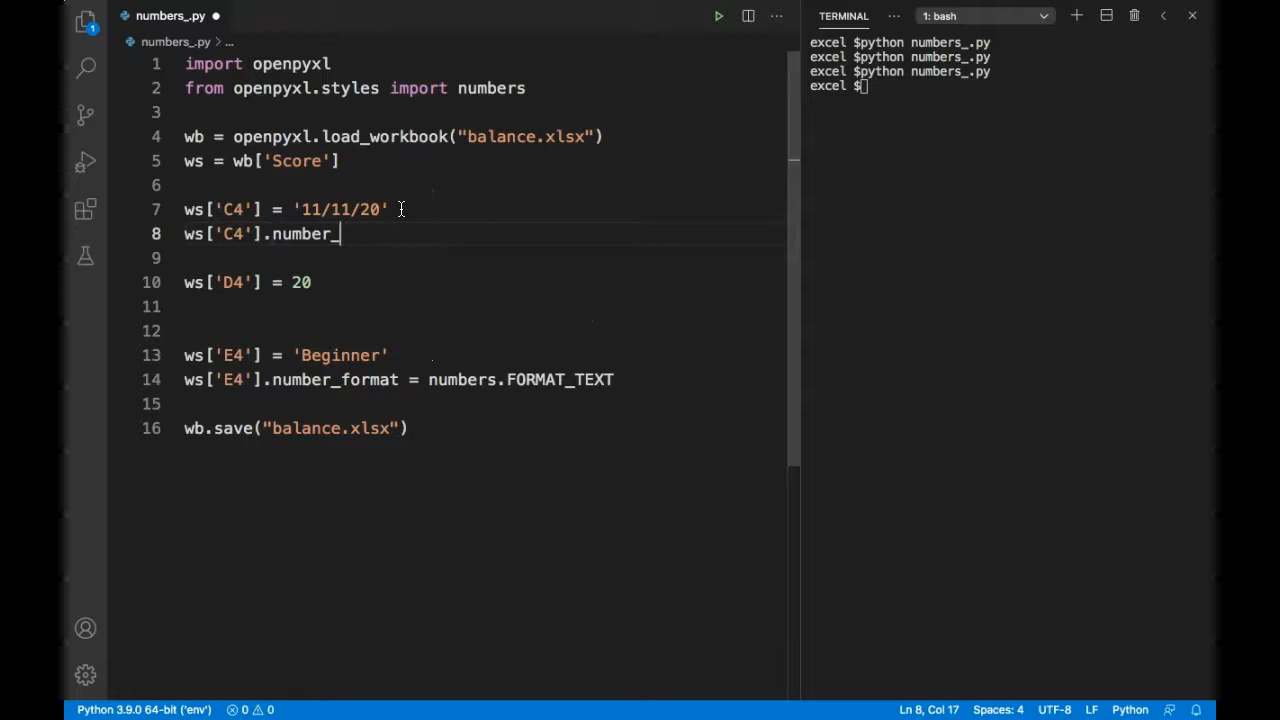 numbers_.py
TERMINAL
1: bash
numbers_.py > ...
1 import openpyxl
2 from openpyxl.styles import numbers
3
4 wb = openpyxl.load_workbook("balance.xlsx")
5 ws = wb['Score']
6
7 ws['C4'] = '11/11/20'
8 ws['C4'].number_
9
10 ws['D4'] = 20
11
12
13 ws['E4'] = 'Beginner'
14 ws['E4'].number_format = numbers.FORMAT_TEXT
15
16 wb.save("balance.xlsx")
excel $python numbers_.py
excel $python numbers_.py
excel $python numbers_.py
excel $
1
Python 3.9.0 64-bit ('env') 0 0 Ln 8, Col 17 Spaces: 4 UTF-8 LF Python